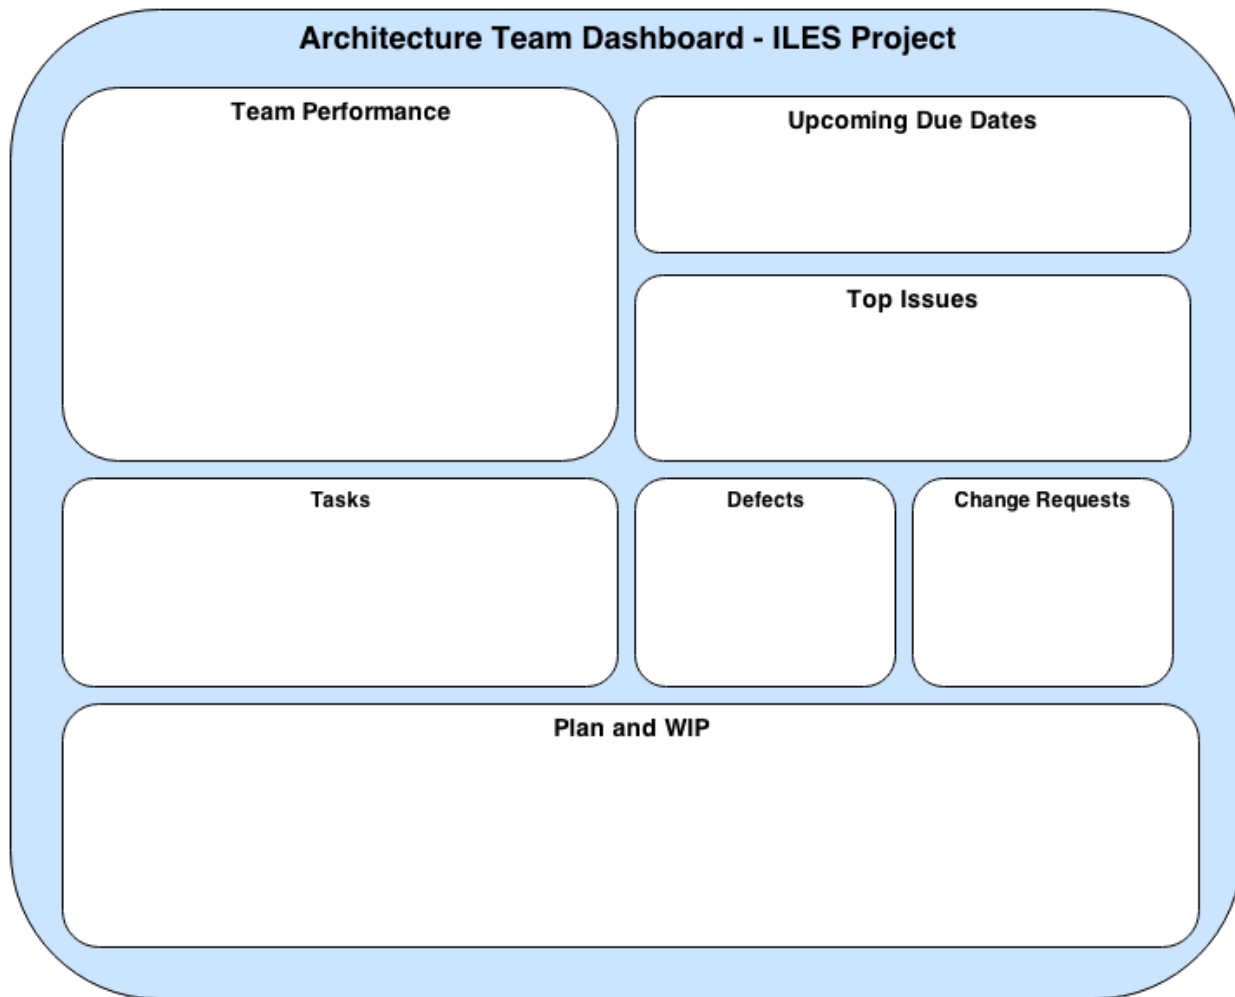 Architecture Team Dashboard - ILES Project
Team Performance
Upcoming Due Dates
Top Issues
Tasks
Defects
Change Requests
Plan and WIP